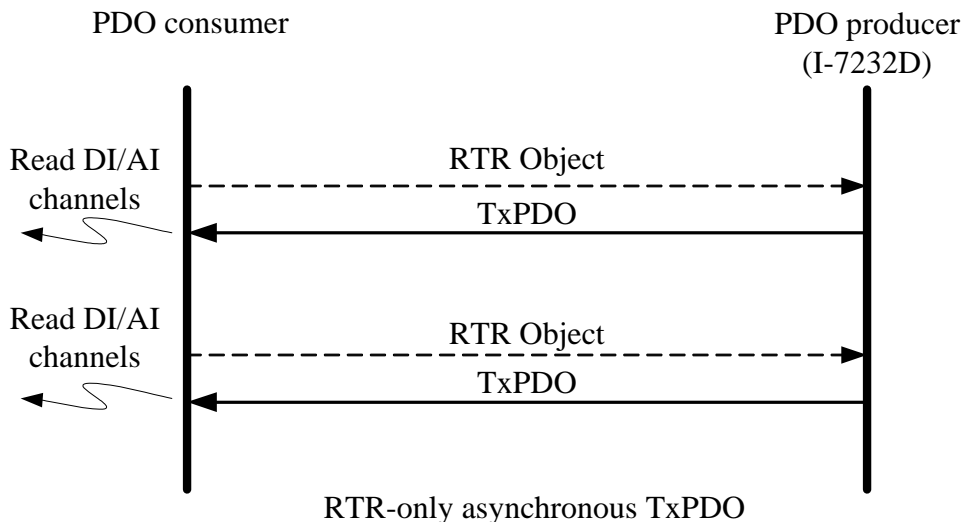 PDO consumer
PDO producer
(I-7232D)
Read DI/AI
channels
RTR Object
TxPDO
Read DI/AI
channels
RTR Object
TxPDO
RTR-only asynchronous TxPDO